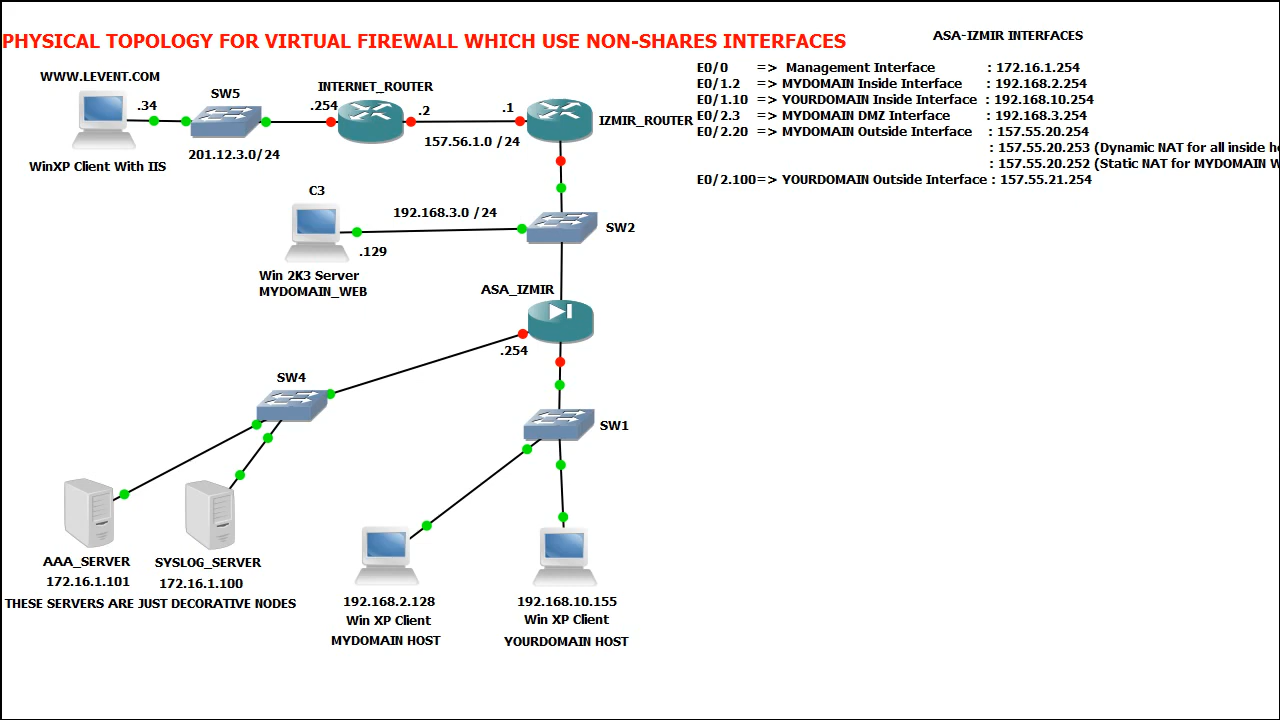 PHYSICAL TOPOLOGY FOR VIRTUAL FIREWALL WHICH USE NON-SHARES INTERFACES
ASA-IZMIR INTERFACES
E0/0 => Management Interface : 172.16.1.254
E0/1.2 => MYDOMAIN Inside Interface : 192.168.2.254
E0/1.10 => YOURDOMAIN Inside Interface : 192.168.10.254
E0/2.3 => MYDOMAIN DMZ Interface : 192.168.3.254
E0/2.20 => MYDOMAIN Outside Interface : 157.55.20.254
: 157.55.20.253 (Dynamic NAT for all inside
: 157.55.20.252 (Static NAT for MYDOMAIN
E0/2.100=> YOURDOMAIN Outside Interface : 157.55.21.254
WWW.LEVENT.COM
.34
SW5
INTERNET_ROUTER
.254
.2
.1
IZMIR_ROUTER
157.56.1.0 /24
201.12.3.0/24
WinXP Client With IIS
C3
192.168.3.0 /24
SW2
.129
Win 2K3 Server
MYDOMAIN_WEB
ASA_IZMIR
.254
SW4
SW1
AAA_SERVER
172.16.1.101
SYSLOG_SERVER
172.16.1.100
THESE SERVERS ARE JUST DECORATIVE NODES
192.168.2.128
Win XP Client
MYDOMAIN HOST
192.168.10.155
Win XP Client
YOURDOMAIN HOST